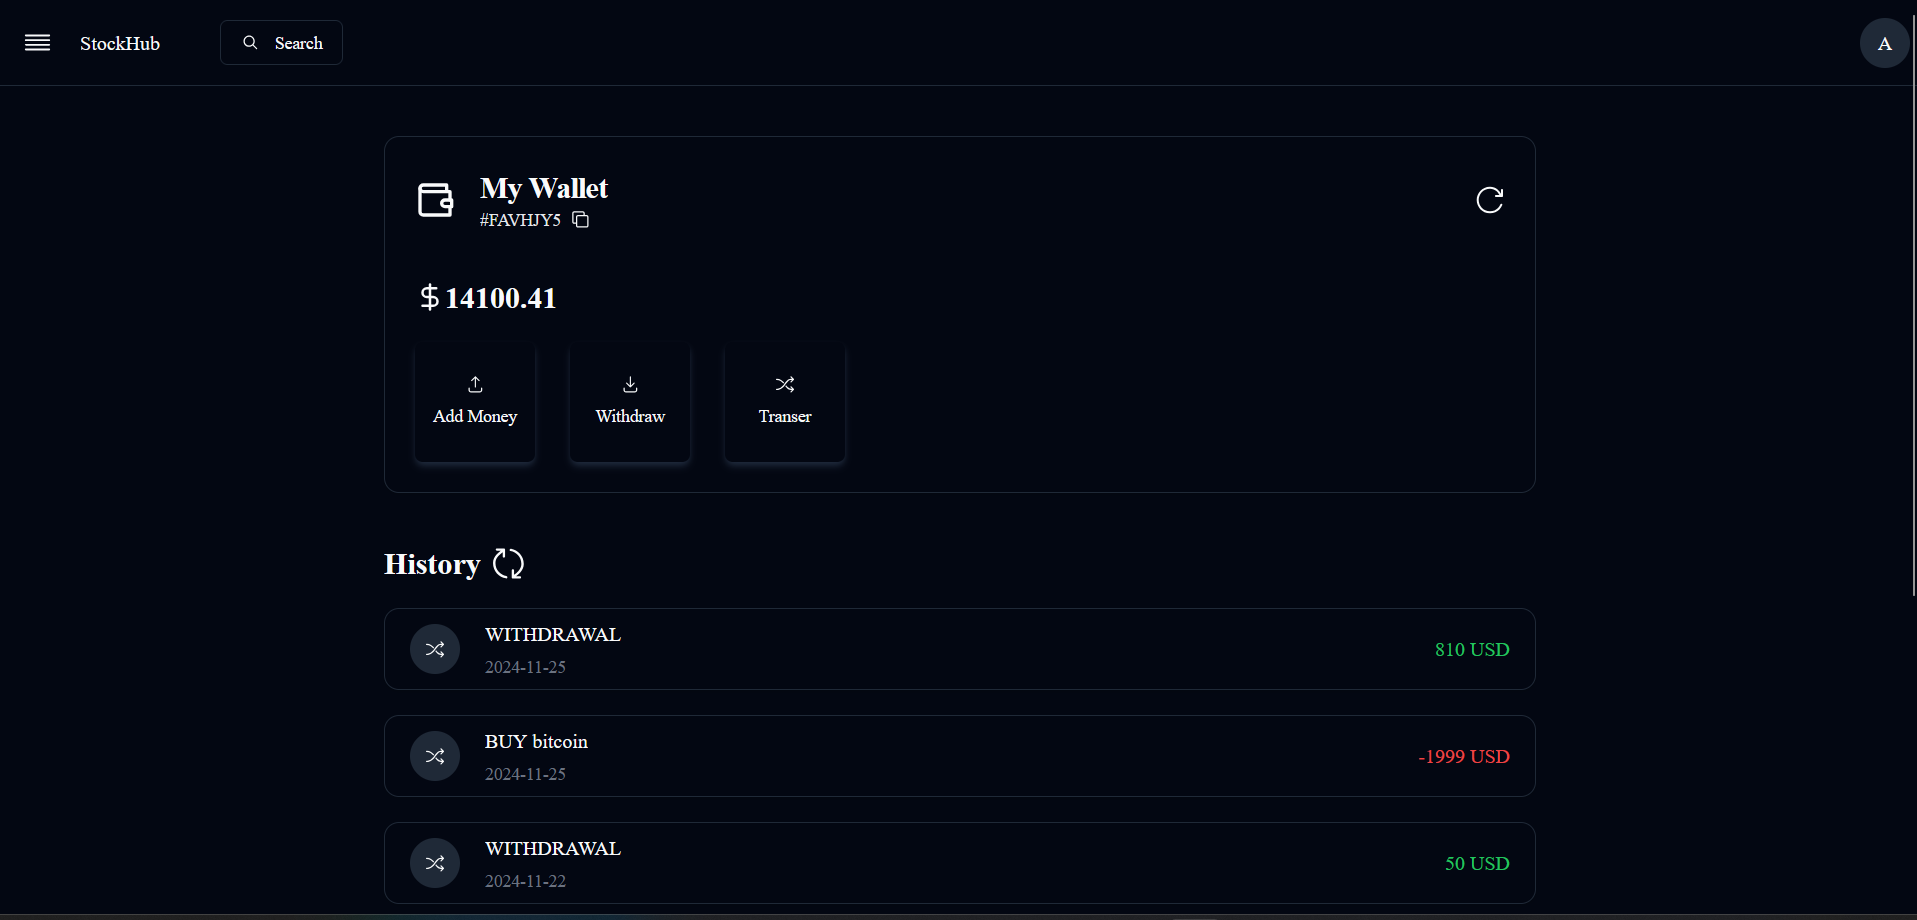 StockHub
Search
A
My Wallet
#FAVHJY5
$14100.41
Add Money
Withdraw
Transer
History
WITHDRAWAL
2024-11-25
810 USD
BUY bitcoin
2024-11-25
-1999 USD
WITHDRAWAL
2024-11-22
50 USD